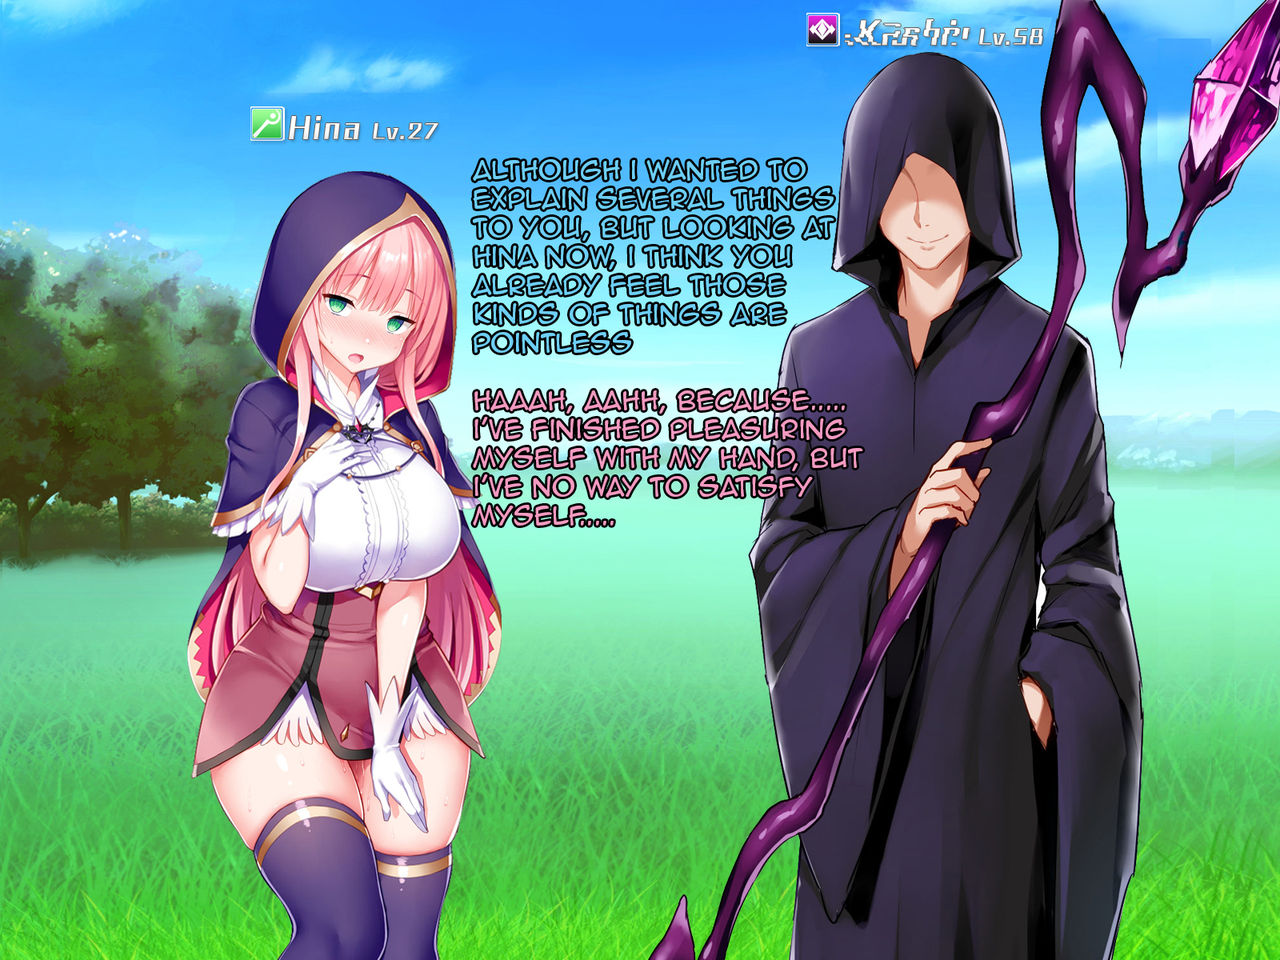 Lv.58
Hina Lv.27
ALTHOUGH I WANTED TO
EXPLAIN SEVERAL THINGS
TO YOU, BUT LOOKING AT
HINA NOW, I THINK YOU
ALREADY FEEL THOSE
KINDS OF THINGS ARE
POINTLESS
HAAAH, AAHH, BECAUSE.....
I'VE FINISHED PLEASURING
MYSELF WITH MY HAND, BUT
I'VE NO WAY TO SATISFY
MYSELF.....